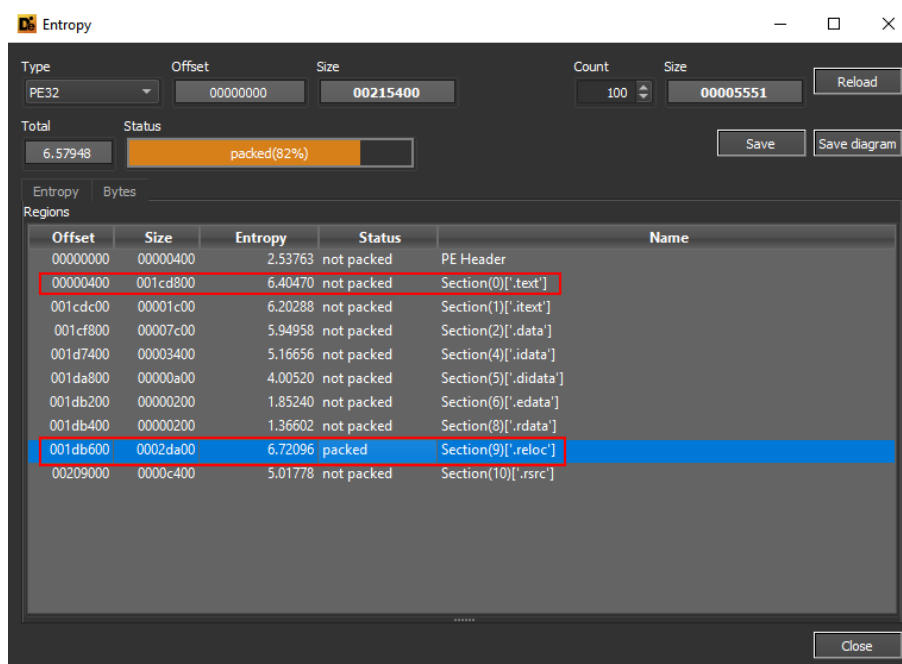 Entropy
Type Offset Size Count Size
PE32 00000000 00215400 100 00005551 Reload
Total Status
6.57948 packed(82%) Save Save diagram
Entropy Bytes
Regions
Offset Size Entropy Status Name
00000000 00000400 2.53763 not packed PE Header
00000400 001cd800 6.40470 not packed Section(0)['.text']
001cdc00 00001c00 6.20288 not packed Section(1)['.itext']
001cf800 00007c00 5.94958 not packed Section(2)['.data']
001d7400 00003400 5.16656 not packed Section(4)['.idata']
001da800 00000a00 4.00520 not packed Section(5)['.didata']
001db200 00000200 1.85240 not packed Section(6)['.edata']
001db400 00000200 1.36602 not packed Section(8)['.rdata']
001db600 0002da00 6.72096 packed Section(9)['.reloc']
00209000 0000c400 5.01778 not packed Section(10)['.rsrc']
Close